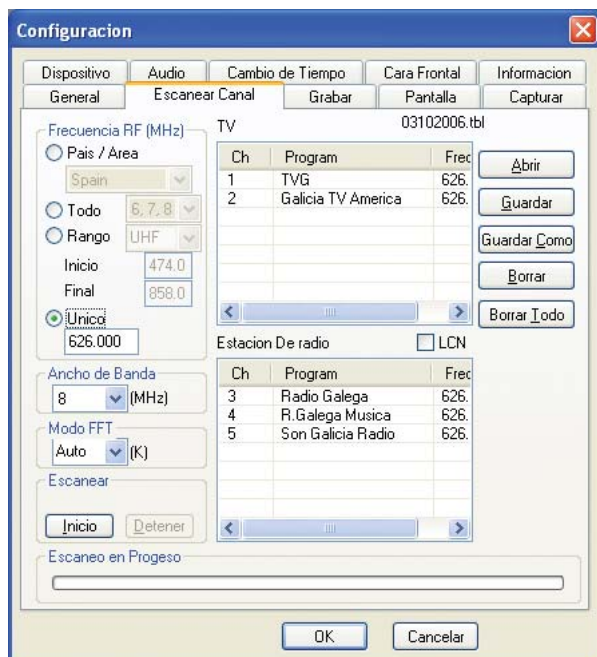 Configuracion
Dispositivo Audio Cambio de Tiempo Cara Frontal Informacion
General Escanear Canal Grabar Pantalla Capturar
Frecuencia RF (MHz)
Pais / Area
Spain
Todo 6, 7, 8
Rango UHF
Inicio 474.0
Final 858.0
Unico
626.000
Ancho de Banda
8 (MHz)
Modo FFT
Auto (K)
Escanear
Inicio Detener
TV 03102006.tbl
Ch Program Frec
1 TVG 626.
2 Galicia TV America 626.
Estacion De radio LCN
Ch Program Frec
3 Radio Galega 626.
4 R.Galega Musica 626.
5 Son Galicia Radio 626.
Abrir
Guardar
Guardar Como
Borrar
Borrar Todo
Escaneo en Progeso
OK Cancelar